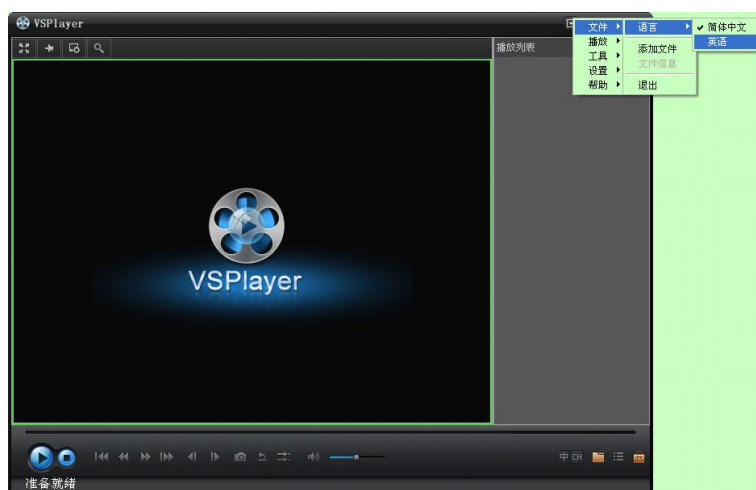 VSPlayer
文件 语言 ✓ 简体中文
播放列表 播放 添加文件 英语
工具 文件信息
设置
帮助 退出
VSPlayer
中 CH
准备就绪